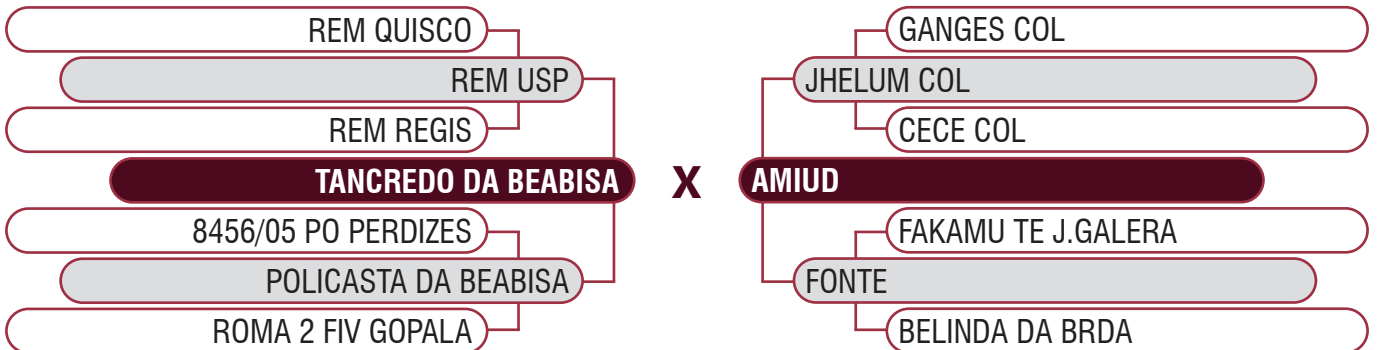 REM QUISCO
GANGES COL
REM USP
JHELUM COL
REM REGIS
CECE COL
TANCREDO DA BEABISA X AMIUD
8456/05 PO PERDIZES
FAKAMU TE J.GALERA
POLICASTA DA BEABISA
FONTE
ROMA 2 FIV GOPALA
BELINDA DA BRDA